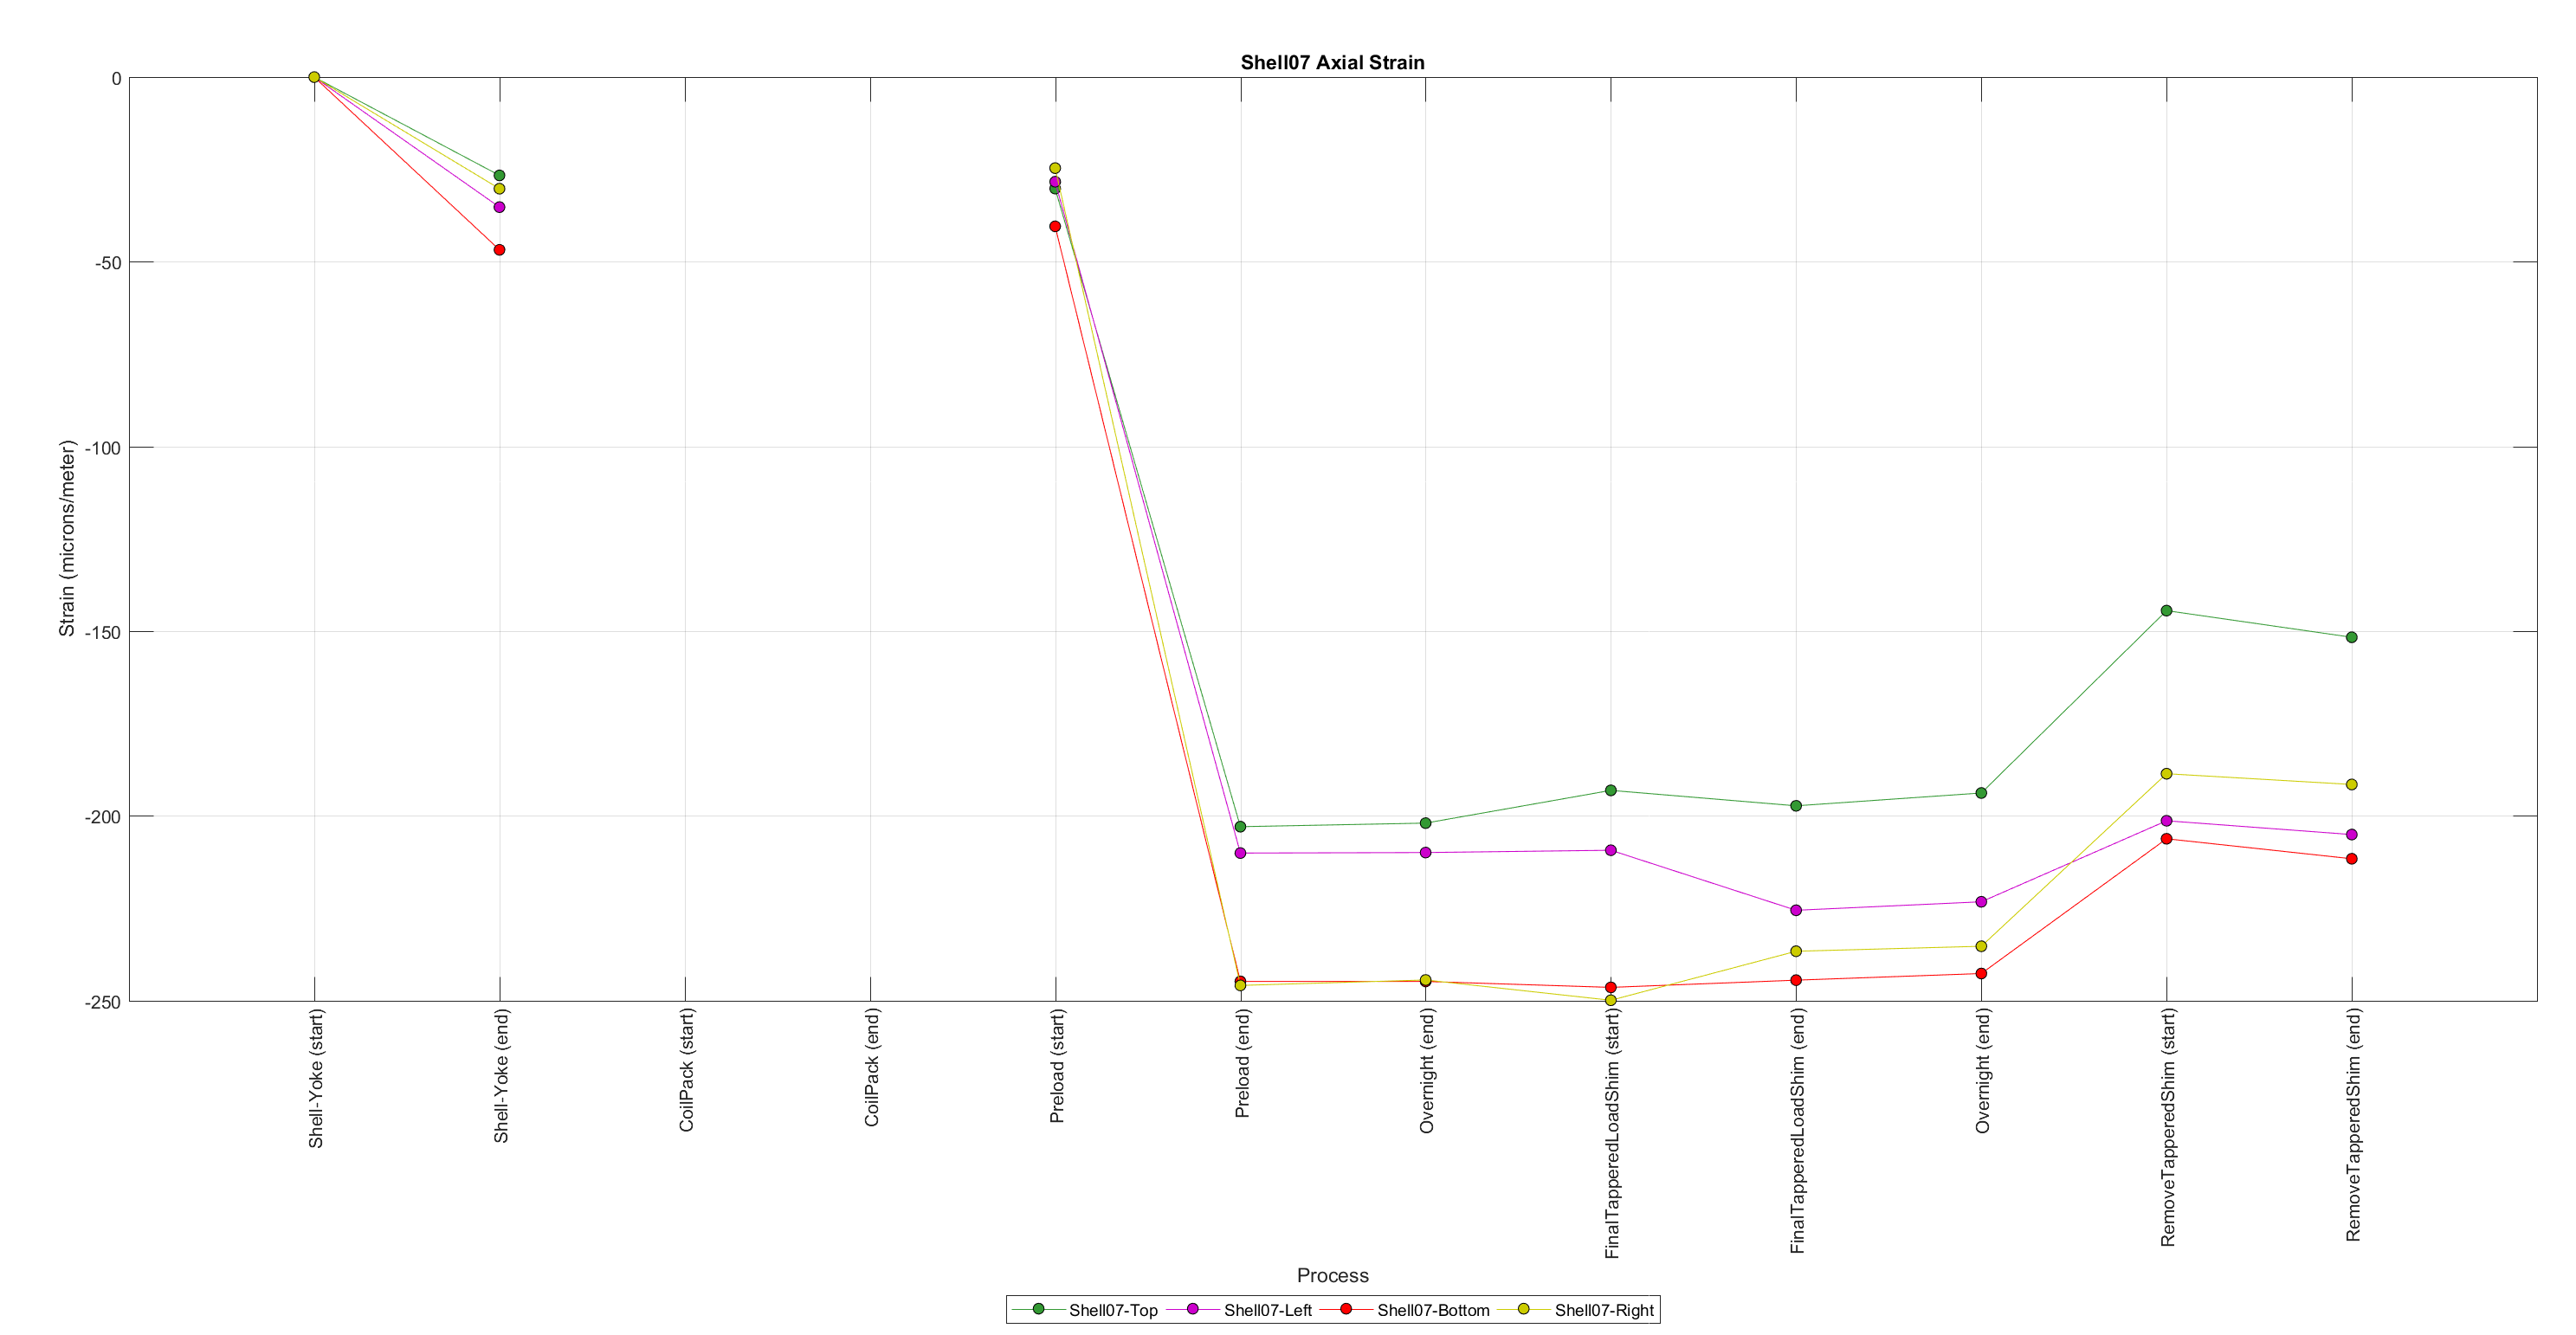 Shell07 Axial Strain
0
-50
-100
-150
-200
-250
Strain (microns/meter)
Shell-Yoke (start)
Shell-Yoke (end)
CoilPack (start)
CoilPack (end)
Preload (start)
Preload (end)
Overnight (end)
FinalTapperedLoadShim (start)
FinalTapperedLoadShim (end)
Overnight (end)
RemoveTapperedShim (start)
RemoveTapperedShim (end)
Process
Shell07-Top Shell07-Left Shell07-Bottom Shell07-Right